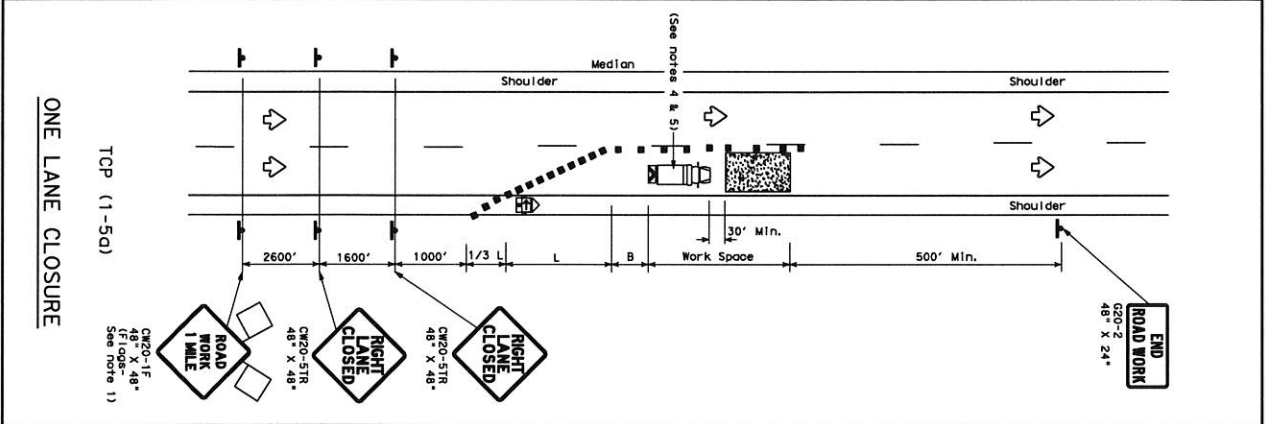 (See notes 4 & 5)
Median
Shoulder
Shoulder
Shoulder
30' Min.
2600'
1600'
1000'
1/3 L
L
B
Work Space
500' Min.
END
ROAD WORK
G20-2
48" X 24"
RIGHT
LANE
CLOSED
CW20-5TR
48" X 48"
RIGHT
LANE
CLOSED
CW20-5TR
48" X 48"
ROAD
WORK
1 MILE
CW20-1F
48" X 48"
(Flags-
See note 1)
TCP (1-5a)
ONE LANE CLOSURE